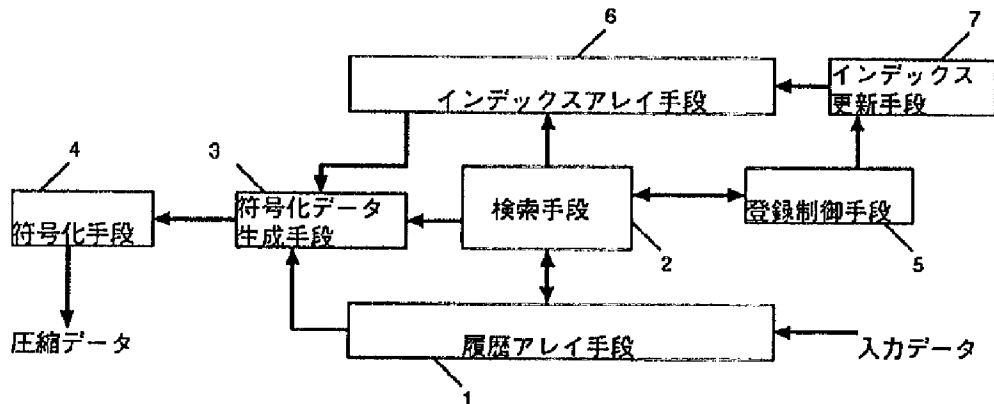 6
7
インデックスアレイ手段
インデックス
更新手段
4
3
符号化手段
符号化データ
生成手段
検索手段
2
登録制御手段
5
圧縮データ
履歴アレイ手段
入力データ
1